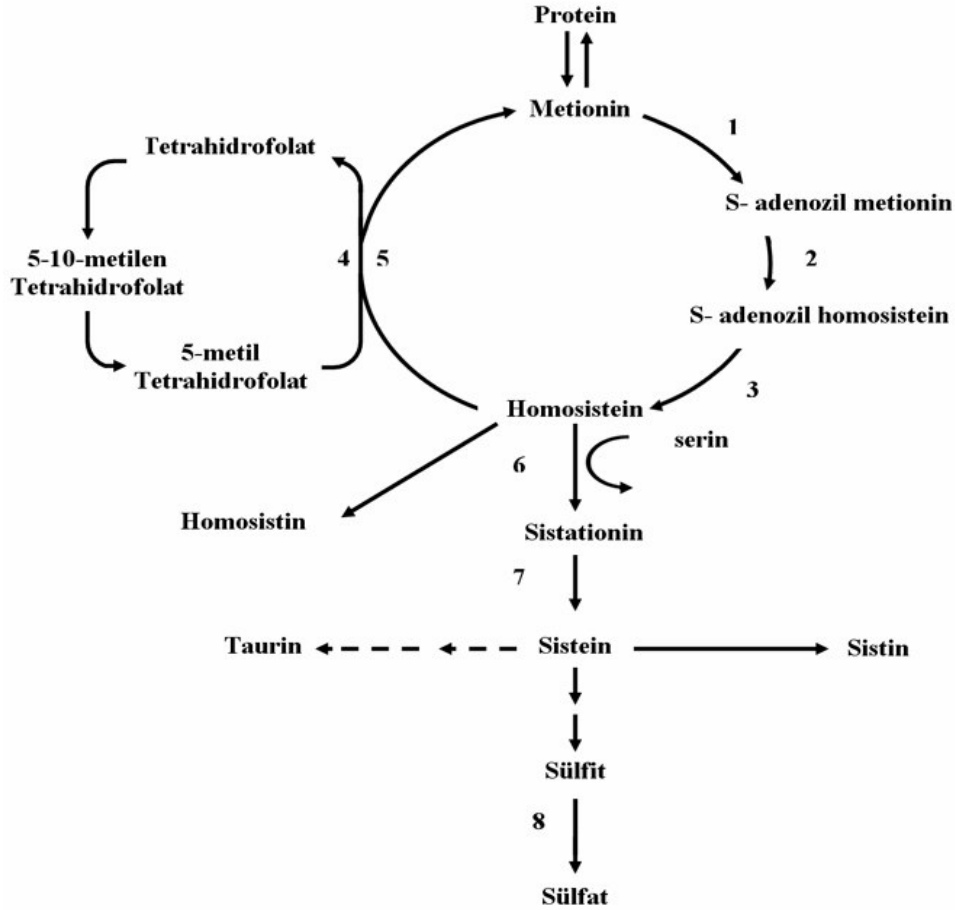 Protein
Metionin
1
Tetrahidrofolat
S- adenozil metionin
5-10-metilen
Tetrahidrofolat
4
5
2
S- adenozil homosistein
5-metil
Tetrahidrofolat
3
Homosistein
serin
6
Homosistin
Sistationin
7
Taurin
Sistein
Sistin
Sülfit
8
Sülfat